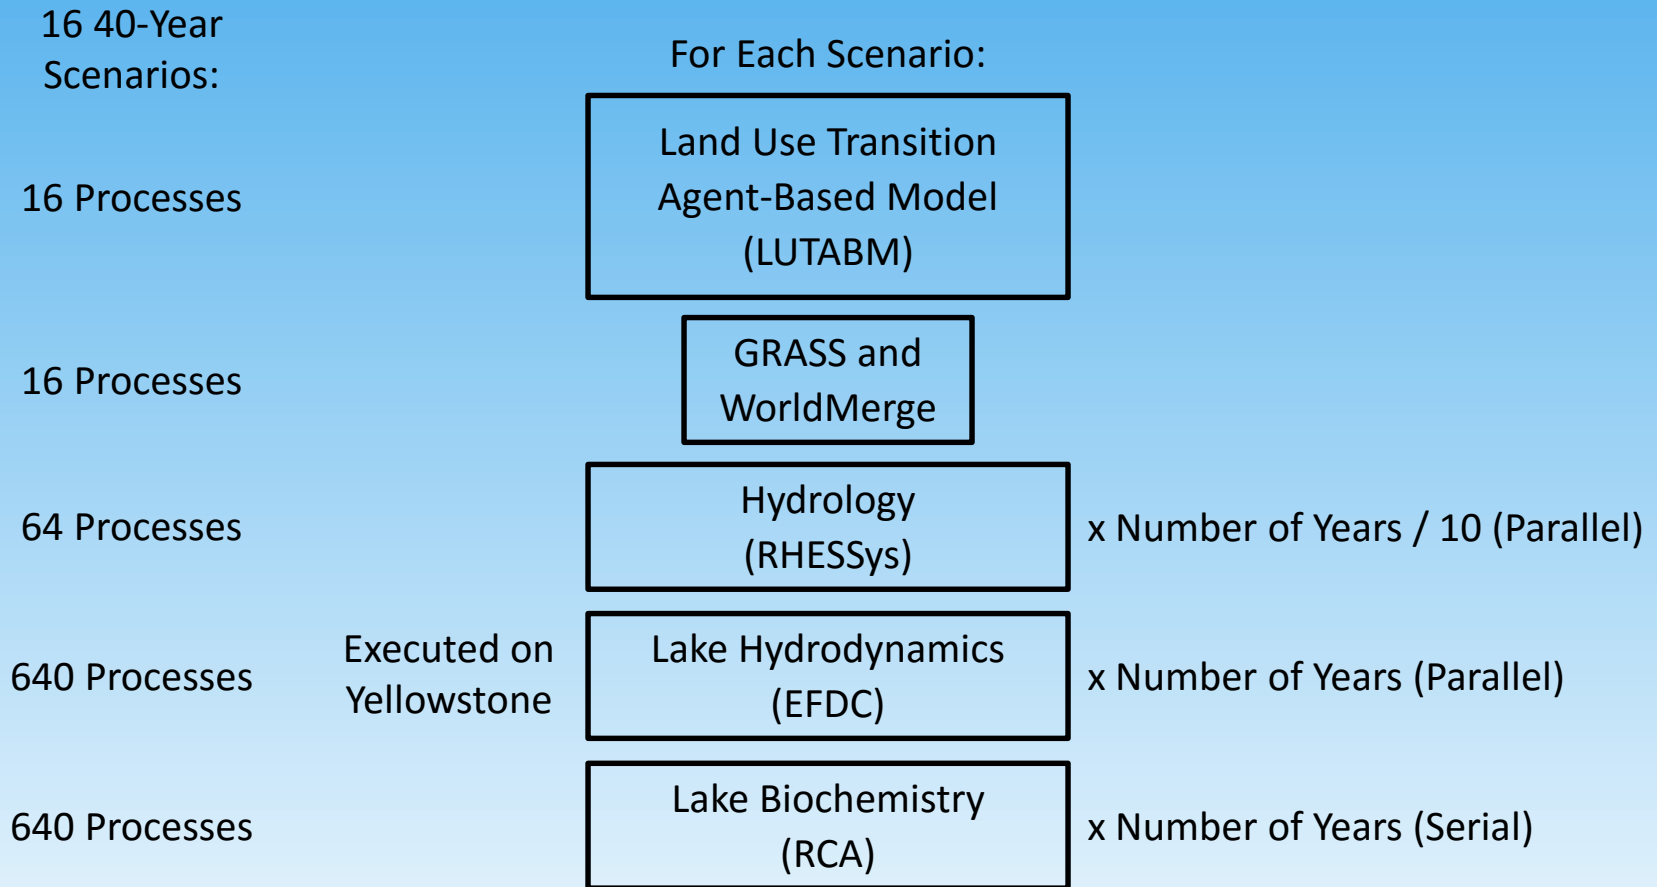 16 40-Year
Scenarios:
For Each Scenario:
16 Processes
Land Use Transition
Agent-Based Model
(LUTABM)
16 Processes
GRASS and
WorldMerge
64 Processes
Hydrology
(RHESSys)
x Number of Years / 10 (Parallel)
640 Processes
Executed on
Yellowstone
Lake Hydrodynamics
(EFDC)
x Number of Years (Parallel)
640 Processes
Lake Biochemistry
(RCA)
x Number of Years (Serial)